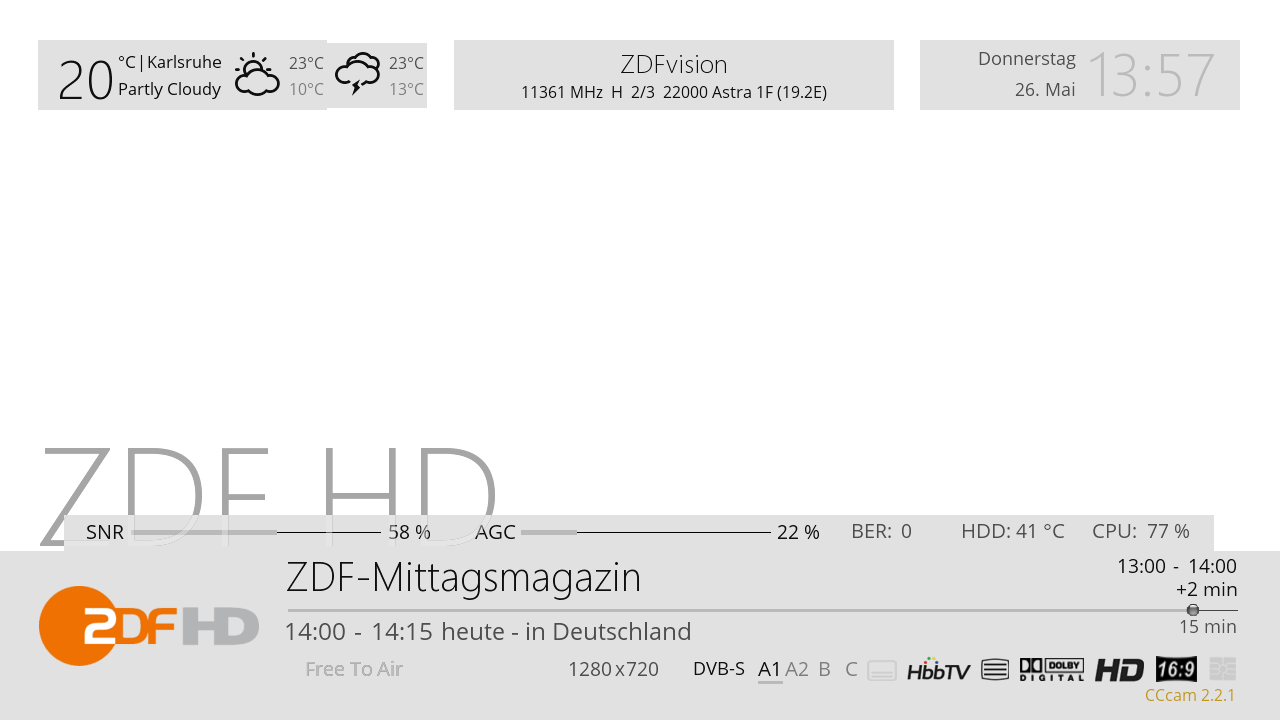 20 °C|Karlsruhe
Partly Cloudy
23°C
10°C
23°C
13°C
ZDFvision
11361 MHz H 2/3 22000 Astra 1F (19.2E)
Donnerstag
26. Mai
13:57
ZDF HD
SNR 58 % AGC 22 % BER: 0 HDD: 41 °C CPU: 77 %
ZDF-Mittagsmagazin
13:00 - 14:00
+2 min
2DF HD
14:00 - 14:15 heute - in Deutschland
15 min
Free To Air 1280x720 DVB-S A1 A2 B C HbbTV DOLBY DIGITAL HD 16:9
CCcam 2.2.1